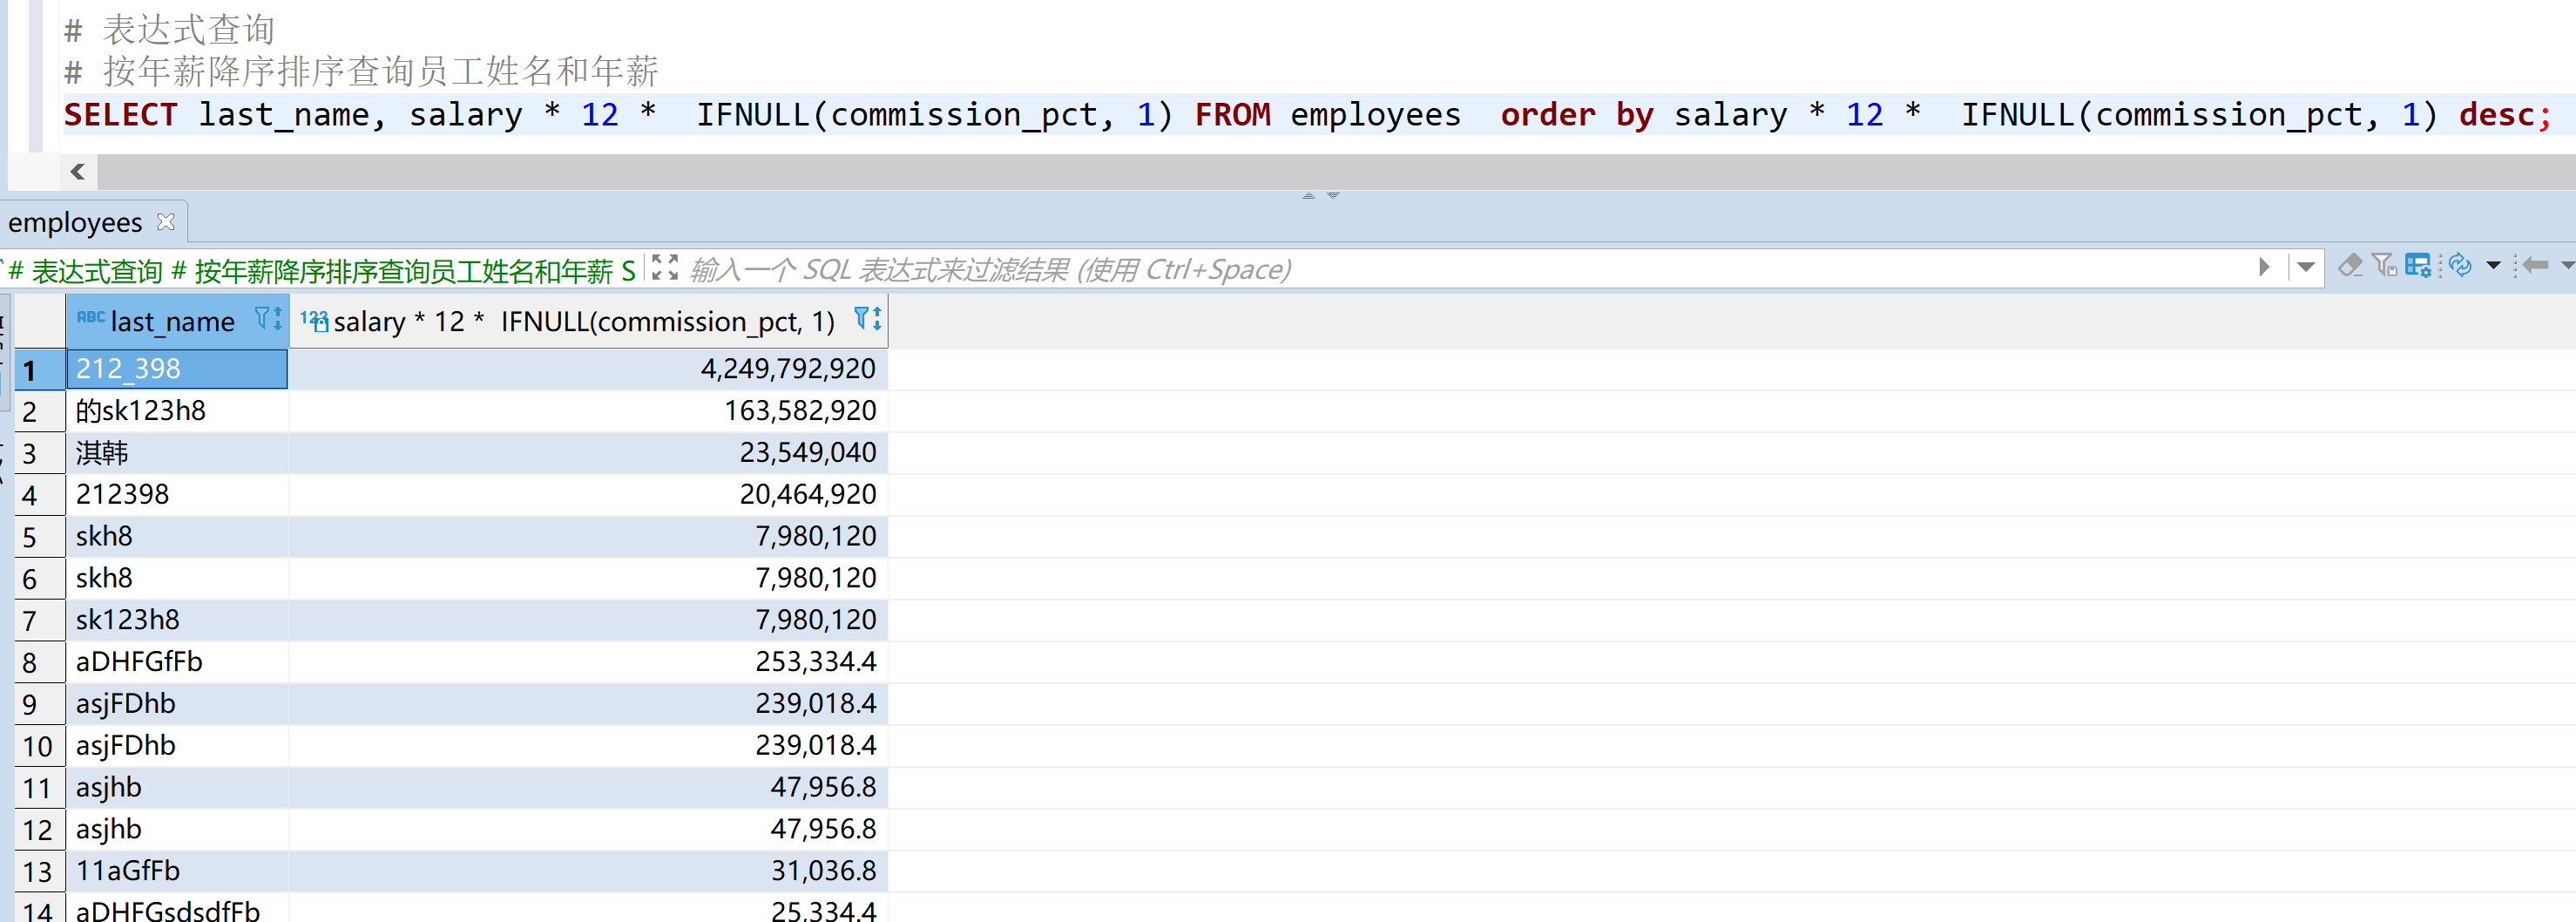 # 表达式查询
# 按年薪降序排序查询员工姓名和年薪
SELECT last_name, salary * 12 *  IFNULL(commission_pct, 1) FROM employees  order by salary * 12 *  IFNULL(commission_pct, 1) desc;
employees
# 表达式查询 # 按年薪降序排序查询员工姓名和年薪 S 输入一个 SQL 表达式来过滤结果 (使用 Ctrl+Space)
ABC last_name 123 salary * 12 *  IFNULL(commission_pct, 1)
1 212_398 4,249,792,920
2 的sk123h8 163,582,920
3 淇韩 23,549,040
4 212398 20,464,920
5 skh8 7,980,120
6 skh8 7,980,120
7 sk123h8 7,980,120
8 aDHFGfFb 253,334.4
9 asjFDhb 239,018.4
10 asjFDhb 239,018.4
11 asjhb 47,956.8
12 asjhb 47,956.8
13 11aGfFb 31,036.8
14 aDHFGsdsdfFb 25,334.4